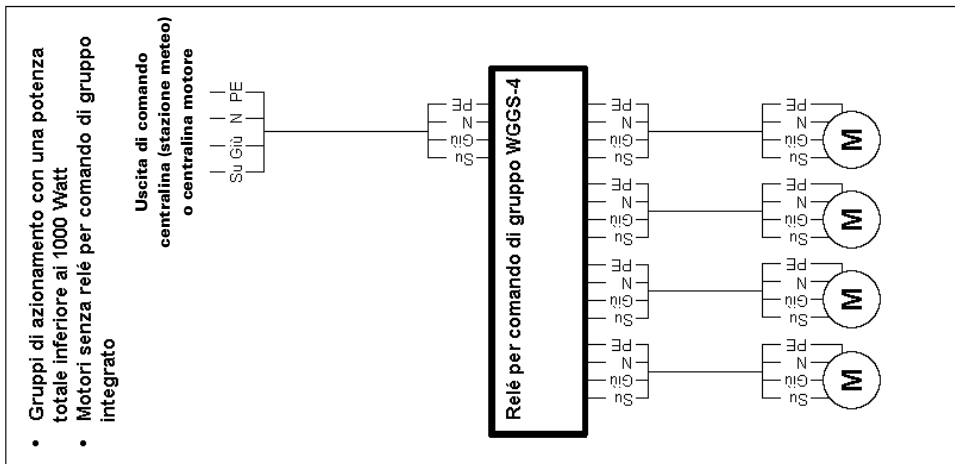 • Gruppi di azionamento con una potenza
totale inferiore ai 1000 Watt
• Motori senza relé per comando di gruppo
integrato
Uscita di comando
centralina (stazione meteo)
o centralina motore
Su Giù N PE
Su Giù N PE
Relé per comando di gruppo WGGS-4
Su Giù N PE Su Giù N PE Su Giù N PE Su Giù N PE
Su Giù N PE Su Giù N PE Su Giù N PE Su Giù N PE
M M M M